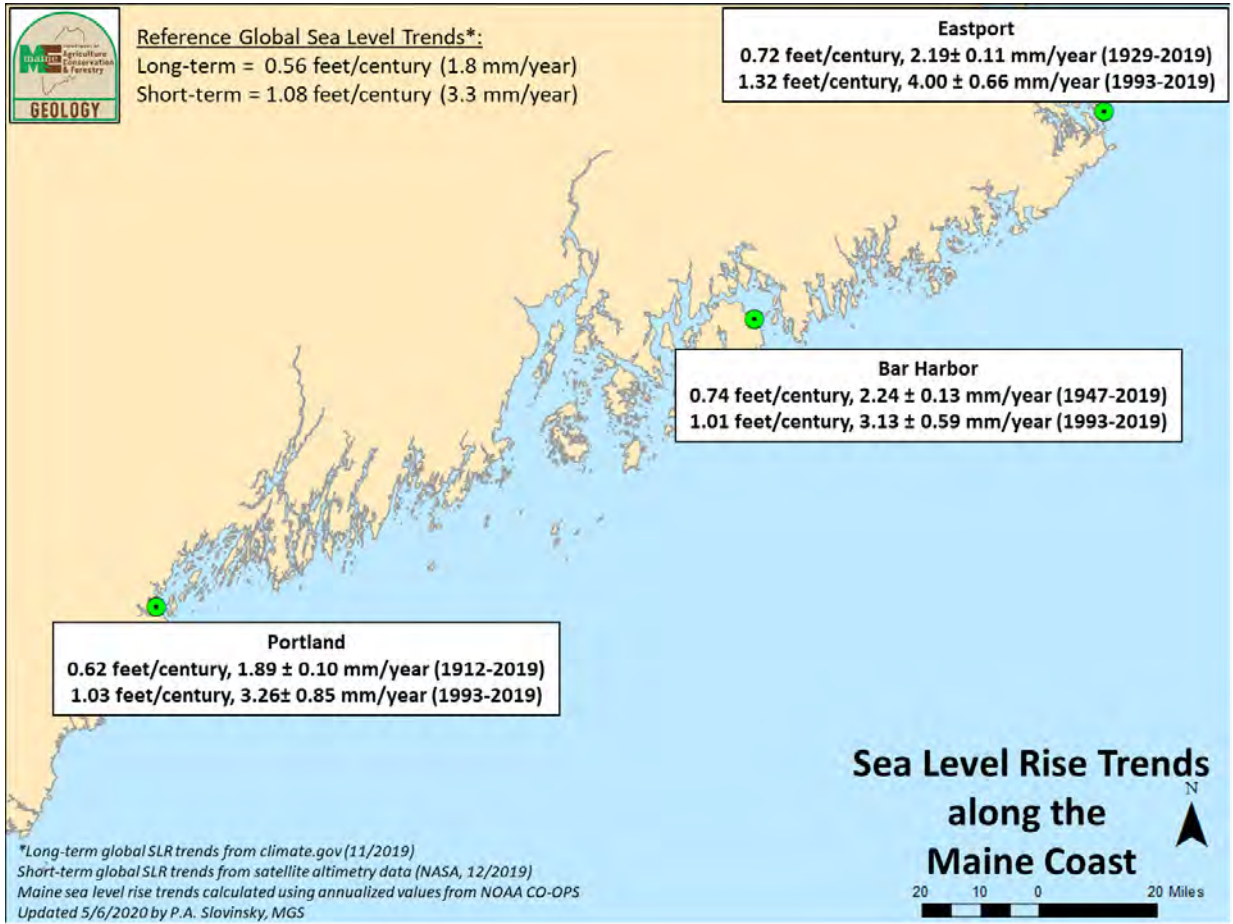 maine
DEPARTMENT OF
Agriculture
Conservation
& Forestry
GEOLOGY
Reference Global Sea Level Trends*:
Long-term = 0.56 feet/century (1.8 mm/year)
Short-term = 1.08 feet/century (3.3 mm/year)
Eastport
0.72 feet/century, 2.19± 0.11 mm/year (1929-2019)
1.32 feet/century, 4.00 ± 0.66 mm/year (1993-2019)
Bar Harbor
0.74 feet/century, 2.24 ± 0.13 mm/year (1947-2019)
1.01 feet/century, 3.13 ± 0.59 mm/year (1993-2019)
Portland
0.62 feet/century, 1.89 ± 0.10 mm/year (1912-2019)
1.03 feet/century, 3.26± 0.85 mm/year (1993-2019)
Sea Level Rise Trends
along the
Maine Coast
N
20 10 0 20 Miles
*Long-term global SLR trends from climate.gov (11/2019)
Short-term global SLR trends from satellite altimetry data (NASA, 12/2019)
Maine sea level rise trends calculated using annualized values from NOAA CO-OPS
Updated 5/6/2020 by P.A. Slovinsky, MGS